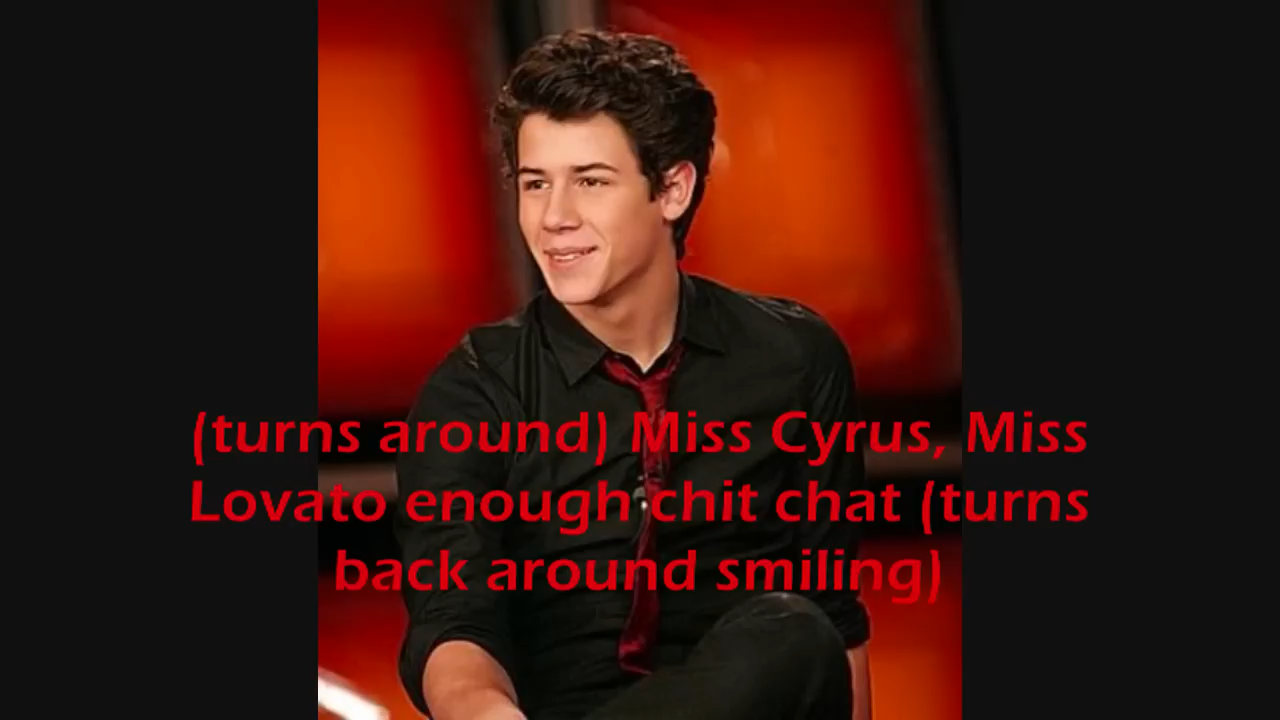 (turns around) Miss Cyrus, Miss
Lovato enough chit chat (turns
back around smiling)